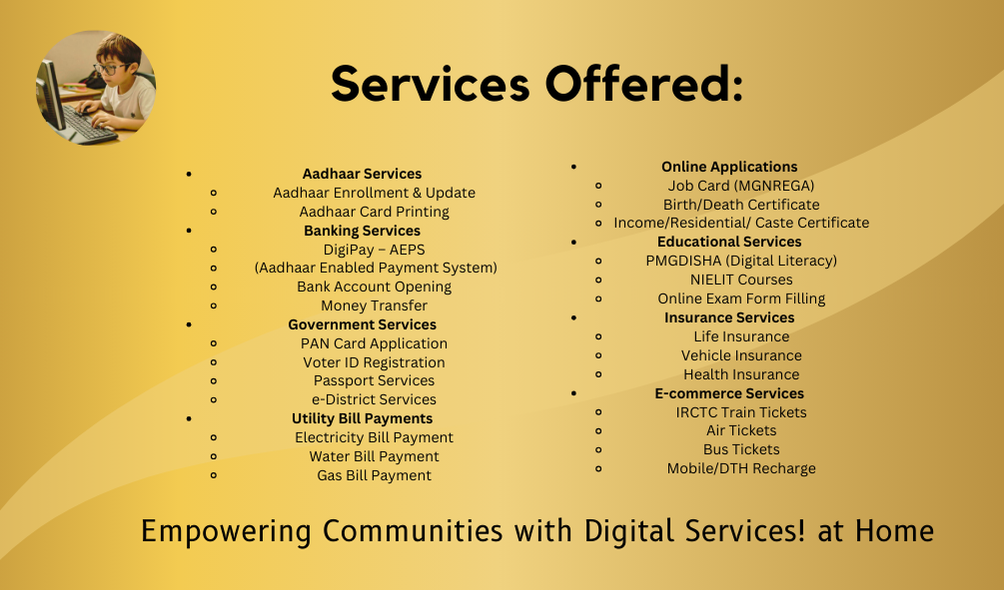 Services Offered:
Aadhaar Services
Aadhaar Enrollment & Update
Aadhaar Card Printing
Banking Services
DigiPay – AEPS
(Aadhaar Enabled Payment System)
Bank Account Opening
Money Transfer
Government Services
PAN Card Application
Voter ID Registration
Passport Services
e-District Services
Utility Bill Payments
Electricity Bill Payment
Water Bill Payment
Gas Bill Payment
Online Applications
Job Card (MGNREGA)
Birth/Death Certificate
Income/Residential/ Caste Certificate
Educational Services
PMGDISHA (Digital Literacy)
NIELIT Courses
Online Exam Form Filling
Insurance Services
Life Insurance
Vehicle Insurance
Health Insurance
E-commerce Services
IRCTC Train Tickets
Air Tickets
Bus Tickets
Mobile/DTH Recharge
Empowering Communities with Digital Services! at Home